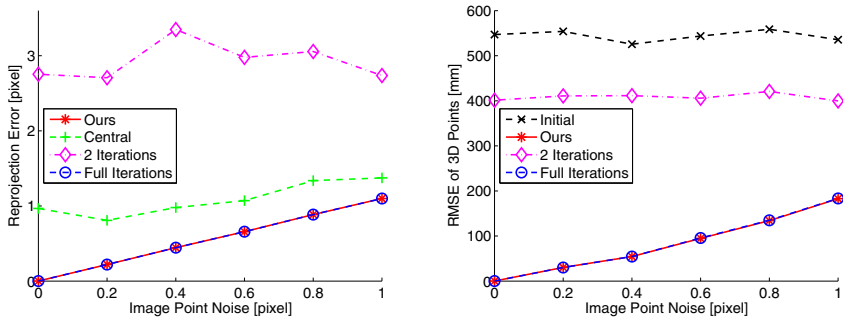 3
2
1
0
Reprojection Error [pixel]
Ours
Central
2 Iterations
Full Iterations
0 0.2 0.4 0.6 0.8 1
Image Point Noise [pixel]
600
500
400
300
200
100
0
RMSE of 3D Points [mm]
Initial
Ours
2 Iterations
Full Iterations
0 0.2 0.4 0.6 0.8 1
Image Point Noise [pixel]